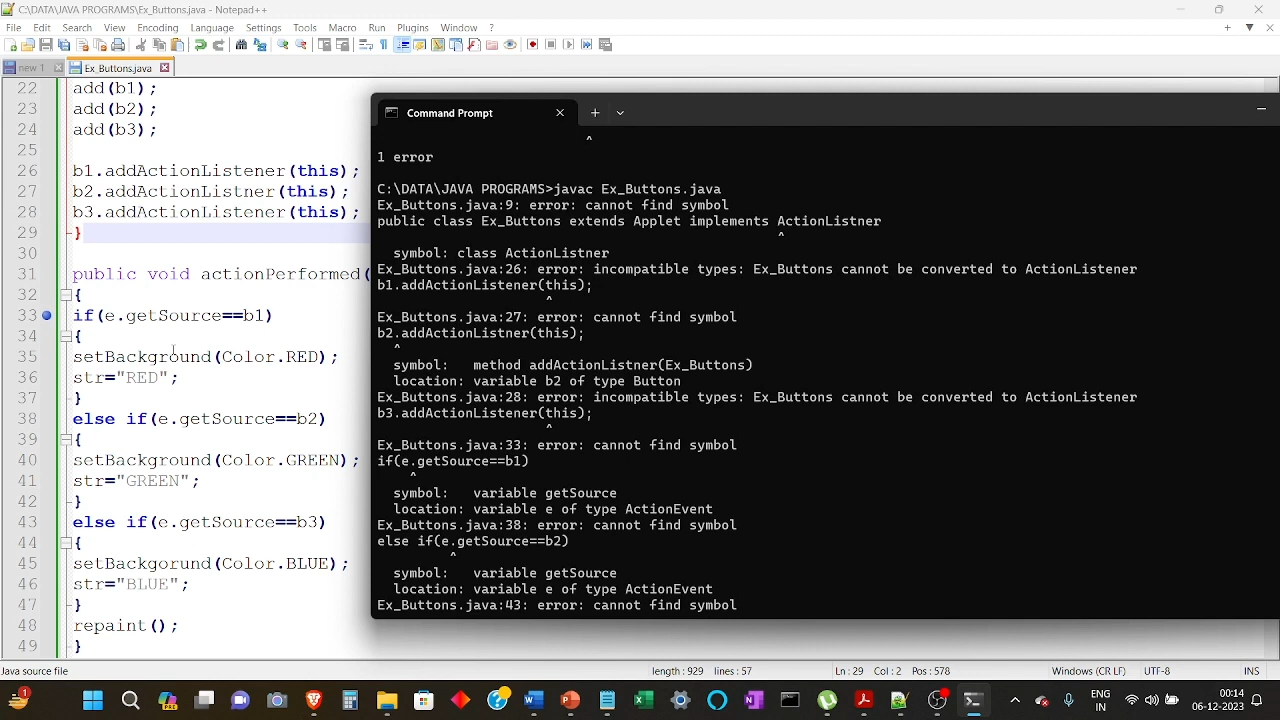 C:\DATA\JAVA PROGRAMS\Ex_Buttons.java - Notepad++
File Edit Search View Encoding Language Settings Tools Macro Run Plugins Window ?
new 1 Ex_Buttons.java
22 add(b1);
23 add(b2);
24 add(b3);
25
26 b1.addActionListener(this);
27 b2.addActionListner(this);
28 b3.addActionListener(this);
29 }
30
31 public void actionPerformed(
32 {
33 if(e.getSource==b1)
34 {
35 setBackground(Color.RED);
36 str="RED";
37 }
38 else if(e.getSource==b2)
39 {
40 setBackground(Color.GREEN);
41 str="GREEN";
42 }
43 else if(e.getSource==b3)
44 {
45 setBackgorund(Color.BLUE);
46 str="BLUE";
47 }
48 repaint();
49 }
Command Prompt
^
1 error
C:\DATA\JAVA PROGRAMS>javac Ex_Buttons.java
Ex_Buttons.java:9: error: cannot find symbol
public class Ex_Buttons extends Applet implements ActionListner
^
symbol: class ActionListner
Ex_Buttons.java:26: error: incompatible types: Ex_Buttons cannot be converted to ActionListener
b1.addActionListener(this);
^
Ex_Buttons.java:27: error: cannot find symbol
b2.addActionListner(this);
^
symbol:   method addActionListner(Ex_Buttons)
location: variable b2 of type Button
Ex_Buttons.java:28: error: incompatible types: Ex_Buttons cannot be converted to ActionListener
b3.addActionListener(this);
^
Ex_Buttons.java:33: error: cannot find symbol
if(e.getSource==b1)
^
symbol:   variable getSource
location: variable e of type ActionEvent
Ex_Buttons.java:38: error: cannot find symbol
else if(e.getSource==b2)
^
symbol:   variable getSource
location: variable e of type ActionEvent
Ex_Buttons.java:43: error: cannot find symbol
Java source file length : 929 lines : 57 Ln : 29 Col : 2 Pos : 578 Windows (CR LF) UTF-8 INS
1 ENG 00:14
IN 06-12-2023